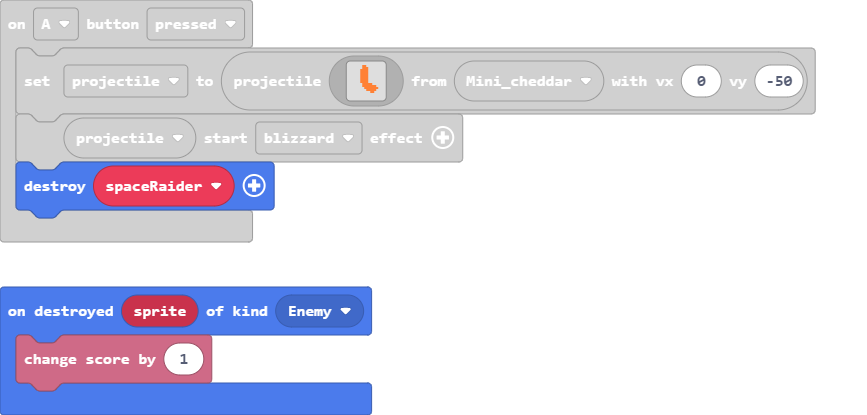 on A button pressed
set projectile to projectile from Mini_cheddar with vx 0 vy -50
projectile start blizzard effect
destroy spaceRaider
on destroyed sprite of kind Enemy
change score by 1